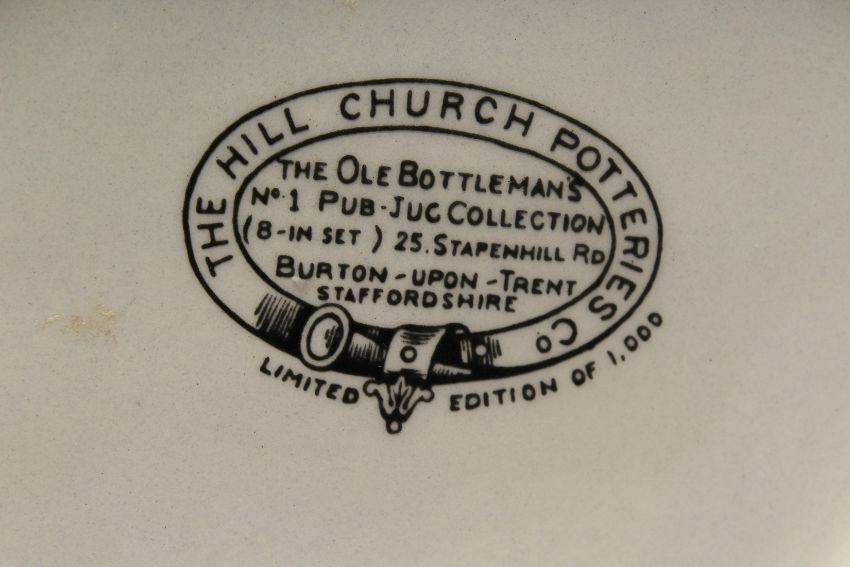 THE HILL CHURCH POTTERIES CO
THE OLE BOTTLEMAN'S
No. 1 PUB-JUG COLLECTION
(8-IN SET) 25. STAPENHILL RD
BURTON-UPON-TRENT
STAFFORDSHIRE
LIMITED EDITION OF 1,000